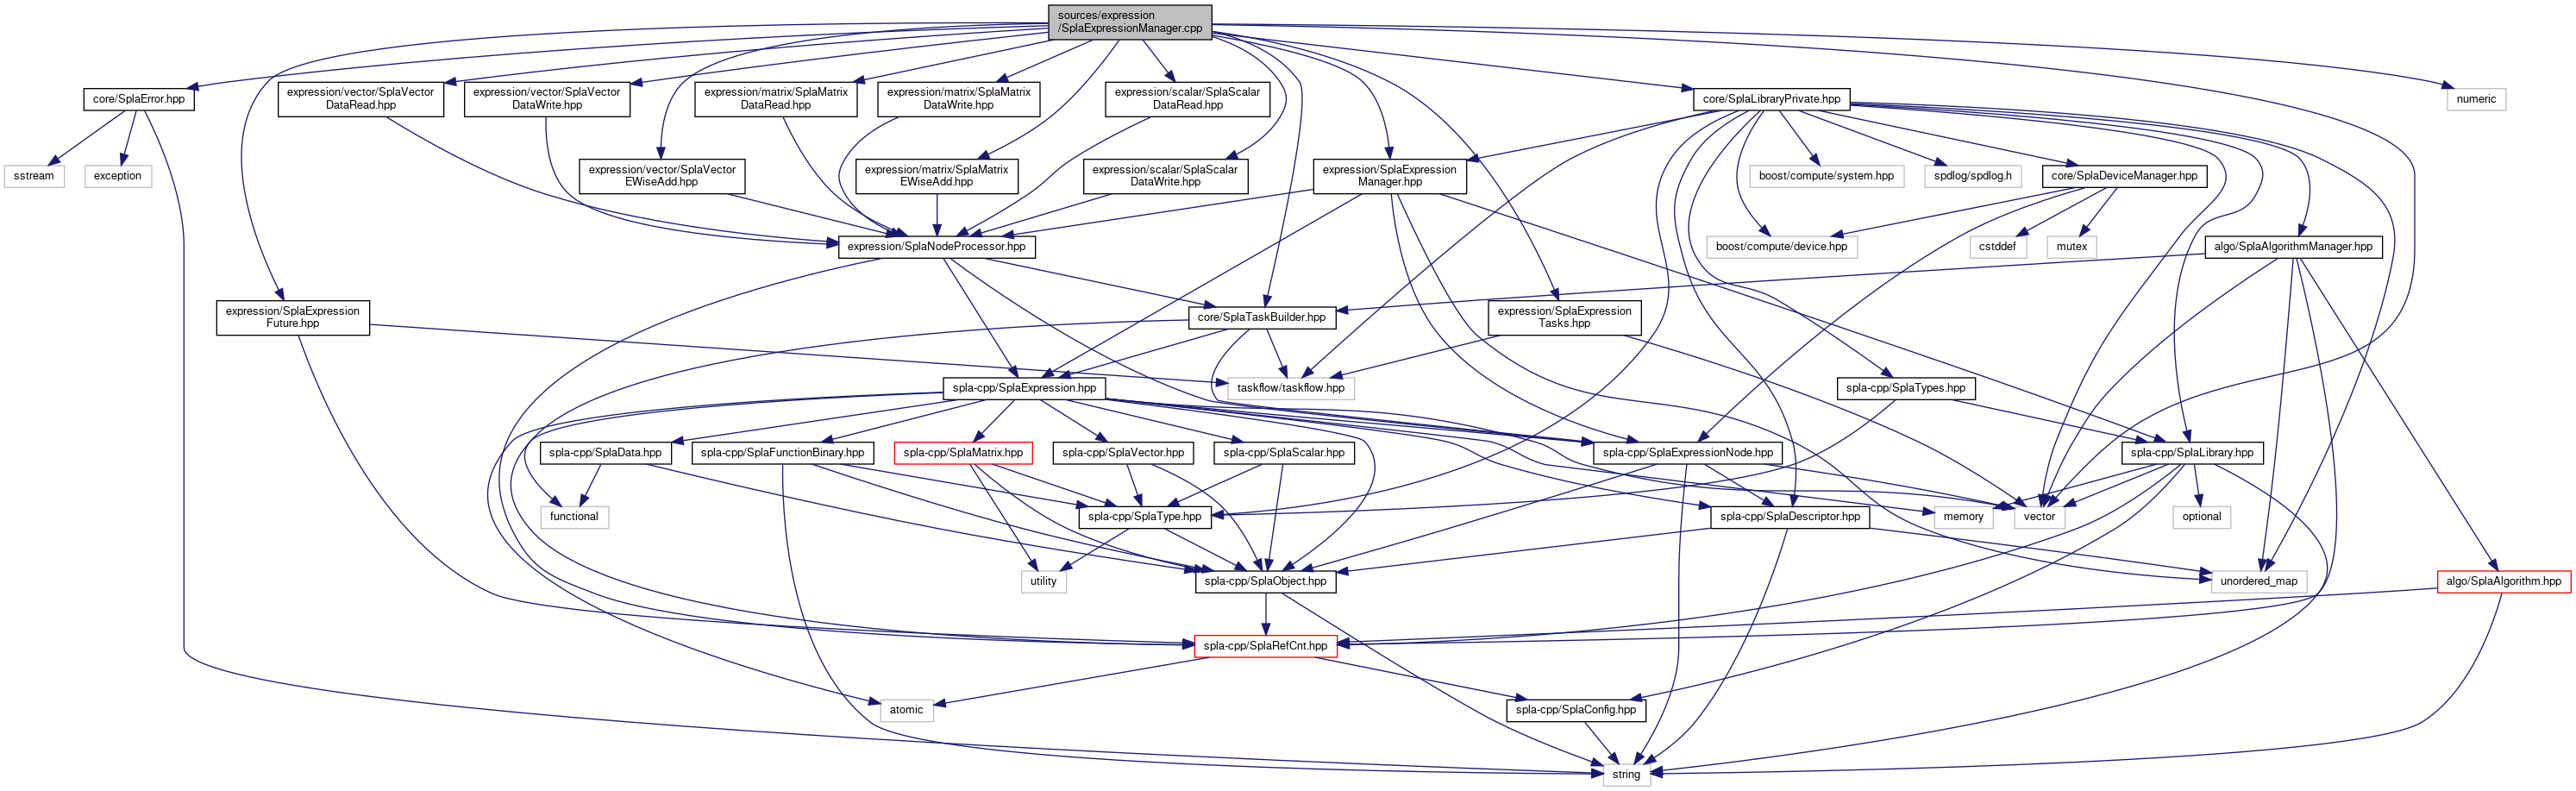 sources/expression
/SplaExpressionManager.cpp
core/SplaError.hpp
expression/vector/SplaVector
DataRead.hpp
expression/vector/SplaVector
DataWrite.hpp
expression/matrix/SplaMatrix
DataRead.hpp
expression/matrix/SplaMatrix
DataWrite.hpp
expression/scalar/SplaScalar
DataRead.hpp
core/SplaLibraryPrivate.hpp
numeric
sstream
exception
expression/vector/SplaVector
EWiseAdd.hpp
expression/matrix/SplaMatrix
EWiseAdd.hpp
expression/scalar/SplaScalar
DataWrite.hpp
expression/SplaExpression
Manager.hpp
boost/compute/system.hpp
spdlog/spdlog.h
core/SplaDeviceManager.hpp
expression/SplaNodeProcessor.hpp
boost/compute/device.hpp
cstddef
mutex
algo/SplaAlgorithmManager.hpp
expression/SplaExpression
Future.hpp
core/SplaTaskBuilder.hpp
expression/SplaExpression
Tasks.hpp
spla-cpp/SplaExpression.hpp
taskflow/taskflow.hpp
spla-cpp/SplaTypes.hpp
spla-cpp/SplaData.hpp
spla-cpp/SplaFunctionBinary.hpp
spla-cpp/SplaMatrix.hpp
spla-cpp/SplaVector.hpp
spla-cpp/SplaScalar.hpp
spla-cpp/SplaExpressionNode.hpp
spla-cpp/SplaLibrary.hpp
functional
spla-cpp/SplaType.hpp
spla-cpp/SplaDescriptor.hpp
memory
vector
optional
utility
spla-cpp/SplaObject.hpp
unordered_map
algo/SplaAlgorithm.hpp
spla-cpp/SplaRefCnt.hpp
atomic
spla-cpp/SplaConfig.hpp
string